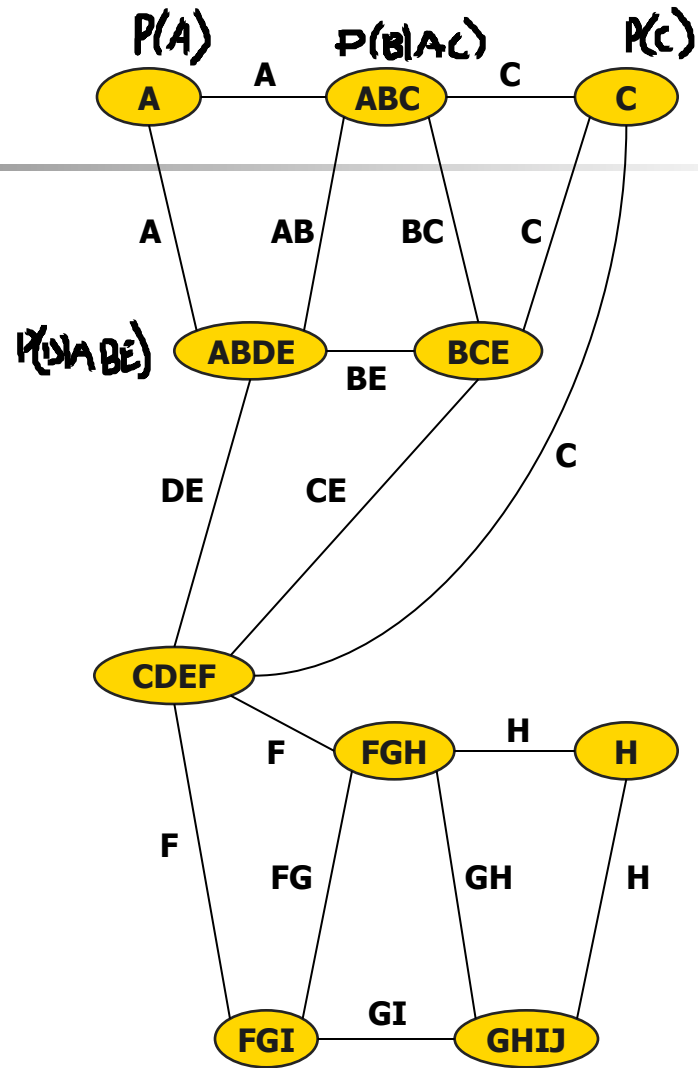 P(A) P(B|AC) P(C)
A C
A ABC C
A AB BC C
P(D|ABE) ABDE BCE
BE
C
DE CE
CDEF
H
F FGH H
F
FG GH H
GI
FGI GHIJ